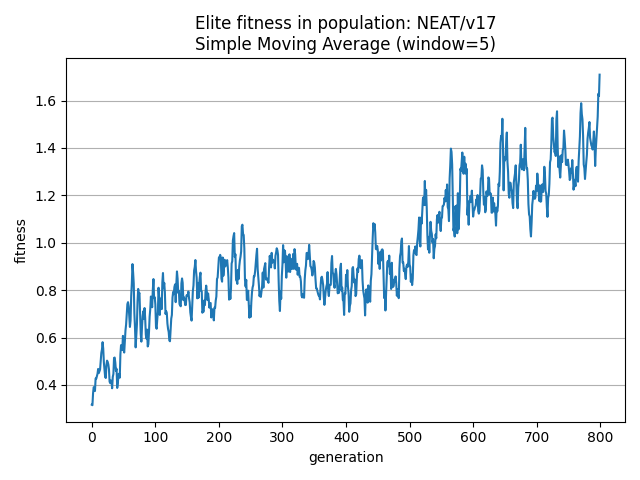 Elite fitness in population: NEAT/v17
Simple Moving Average (window=5)
fitness
1.6
1.4
1.2
1.0
0.8
0.6
0.4
0 100 200 300 400 500 600 700 800
generation